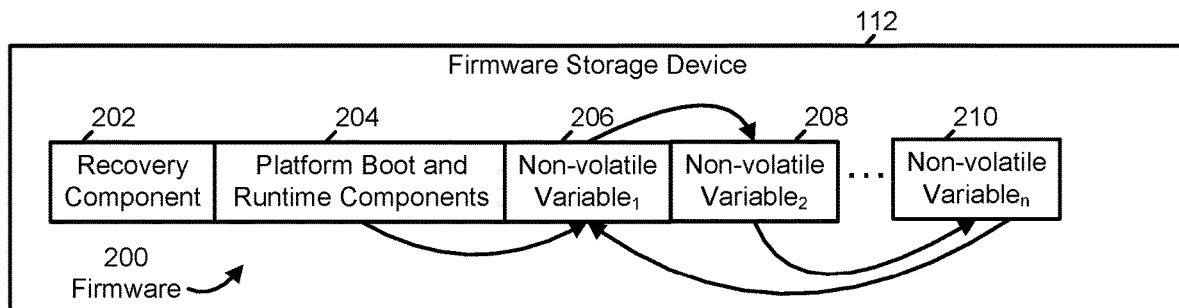 112
Firmware Storage Device
202 204 206 208 210
Recovery Component
Platform Boot and Runtime Components
Non-volatile Variable₁
Non-volatile Variable₂
...
Non-volatile Variableₙ
200
Firmware